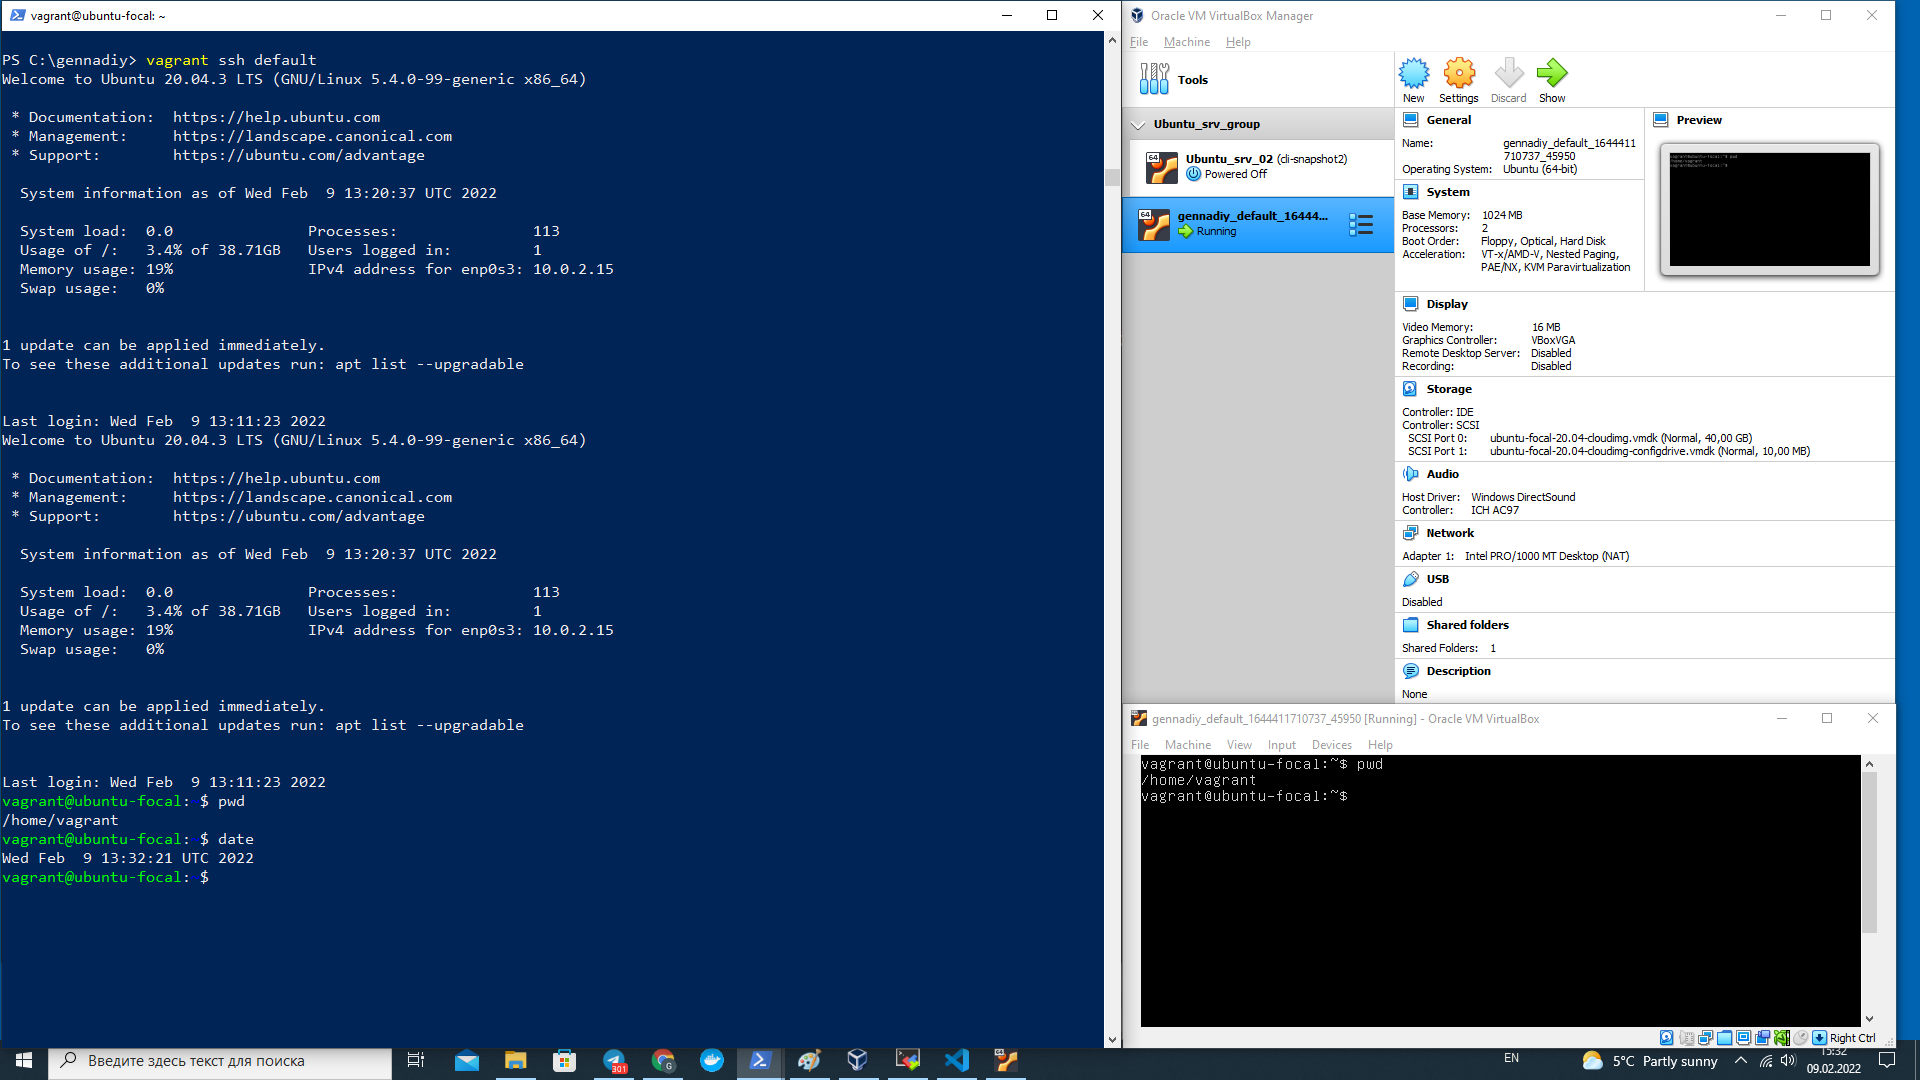 vagrant@ubuntu-focal: ~
PS C:\gennadiy> vagrant ssh default
Welcome to Ubuntu 20.04.3 LTS (GNU/Linux 5.4.0-99-generic x86_64)
* Documentation:  https://help.ubuntu.com
* Management:     https://landscape.canonical.com
* Support:        https://ubuntu.com/advantage
System information as of Wed Feb  9 13:20:37 UTC 2022
System load:  0.0               Processes:               113
Usage of /:   3.4% of 38.71GB   Users logged in:         1
Memory usage: 19%               IPv4 address for enp0s3: 10.0.2.15
Swap usage:   0%
1 update can be applied immediately.
To see these additional updates run: apt list --upgradable
Last login: Wed Feb  9 13:11:23 2022
Welcome to Ubuntu 20.04.3 LTS (GNU/Linux 5.4.0-99-generic x86_64)
* Documentation:  https://help.ubuntu.com
* Management:     https://landscape.canonical.com
* Support:        https://ubuntu.com/advantage
System information as of Wed Feb  9 13:20:37 UTC 2022
System load:  0.0               Processes:               113
Usage of /:   3.4% of 38.71GB   Users logged in:         1
Memory usage: 19%               IPv4 address for enp0s3: 10.0.2.15
Swap usage:   0%
1 update can be applied immediately.
To see these additional updates run: apt list --upgradable
Last login: Wed Feb  9 13:11:23 2022
vagrant@ubuntu-focal:~$ pwd
/home/vagrant
vagrant@ubuntu-focal:~$ date
Wed Feb  9 13:32:21 UTC 2022
vagrant@ubuntu-focal:~$
Oracle VM VirtualBox Manager
File Machine Help
Tools
New Settings Discard Show
Ubuntu_srv_group
64
Ubuntu_srv_02 (cli-snapshot2)
Powered Off
64
gennadiy_default_16444...
Running
General
Name: gennadiy_default_1644411
710737_45950
Operating System: Ubuntu (64-bit)
Preview
vagrant@ubuntu-focal:~$ pwd
/home/vagrant
vagrant@ubuntu-focal:~$
System
Base Memory: 1024 MB
Processors: 2
Boot Order: Floppy, Optical, Hard Disk
Acceleration: VT-x/AMD-V, Nested Paging,
PAE/NX, KVM Paravirtualization
Display
Video Memory: 16 MB
Graphics Controller: VBoxVGA
Remote Desktop Server: Disabled
Recording: Disabled
Storage
Controller: IDE
Controller: SCSI
SCSI Port 0: ubuntu-focal-20.04-cloudimg.vmdk (Normal, 40,00 GB)
SCSI Port 1: ubuntu-focal-20.04-cloudimg-configdrive.vmdk (Normal, 10,00 MB)
Audio
Host Driver: Windows DirectSound
Controller: ICH AC97
Network
Adapter 1: Intel PRO/1000 MT Desktop (NAT)
USB
Disabled
Shared folders
Shared Folders: 1
Description
None
gennadiy_default_1644411710737_45950 [Running] - Oracle VM VirtualBox
File Machine View Input Devices Help
vagrant@ubuntu-focal:~$ pwd
/home/vagrant
vagrant@ubuntu-focal:~$
Right Ctrl
Введите здесь текст для поиска
301
G
EN
5°C Partly sunny
15:32
09.02.2022